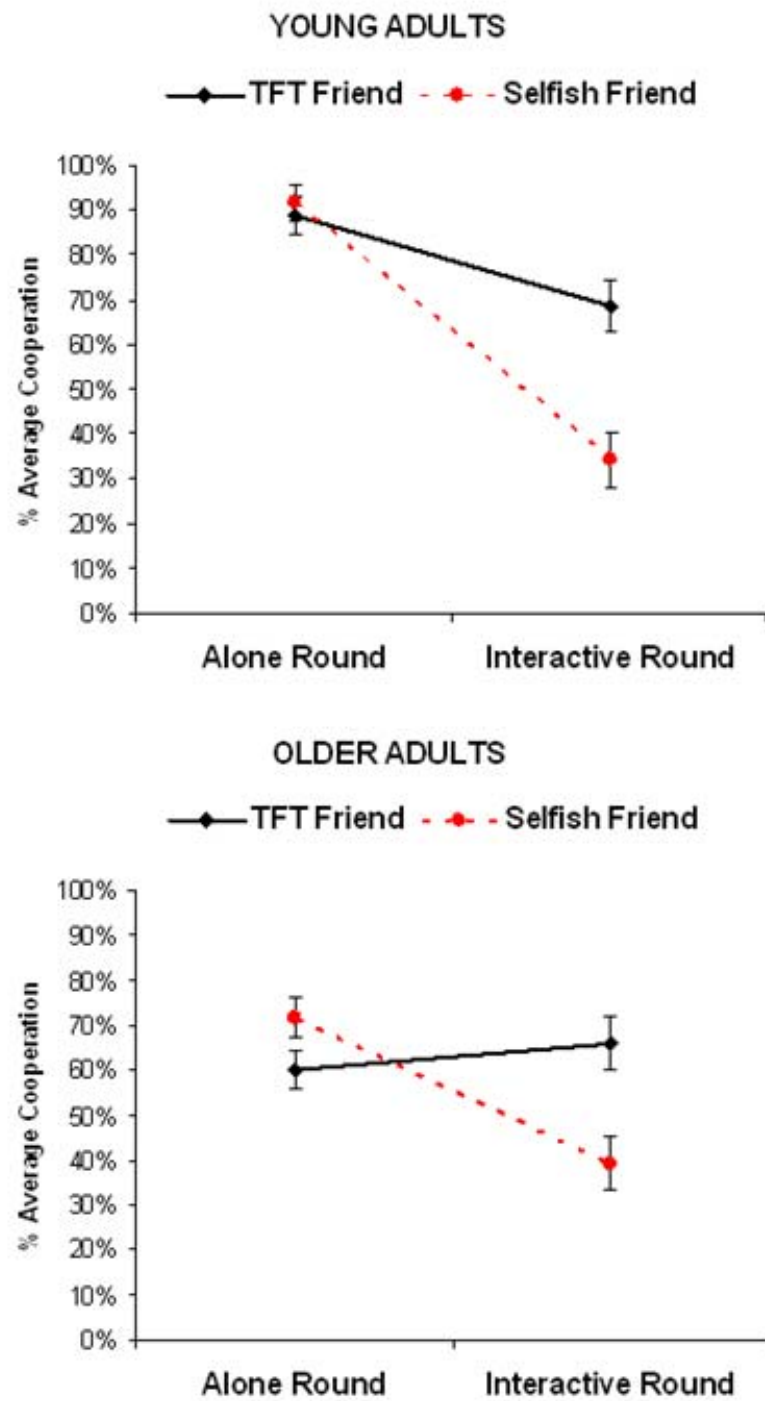 YOUNG ADULTS
TFT Friend Selfish Friend
100%
90%
80%
70%
60%
50%
40%
30%
20%
10%
0%
% Average Cooperation
Alone Round Interactive Round
OLDER ADULTS
TFT Friend Selfish Friend
100%
90%
80%
70%
60%
50%
40%
30%
20%
10%
0%
% Average Cooperation
Alone Round Interactive Round